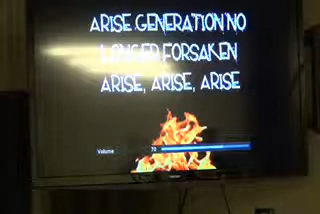 ARISE GENERATION NO
LONGER FORSAKEN
ARISE, ARISE, ARISE
Volume 70